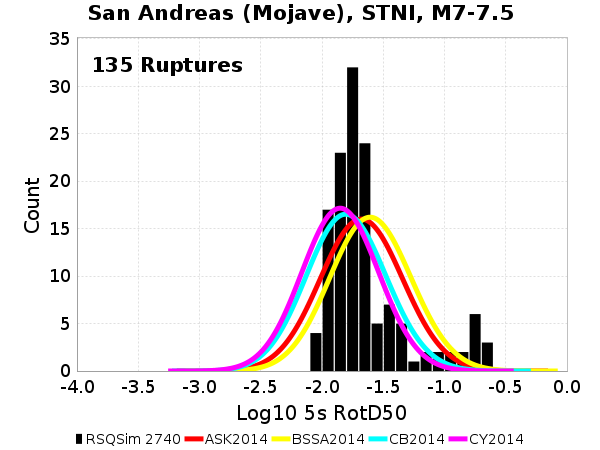 San Andreas (Mojave), STNI, M7-7.5
135 Ruptures
Count
35
30
25
20
15
10
5
0
-4.0 -3.5 -3.0 -2.5 -2.0 -1.5 -1.0 -0.5 0.0
Log10 5s RotD50
RSQSim 2740 ASK2014 BSSA2014 CB2014 CY2014